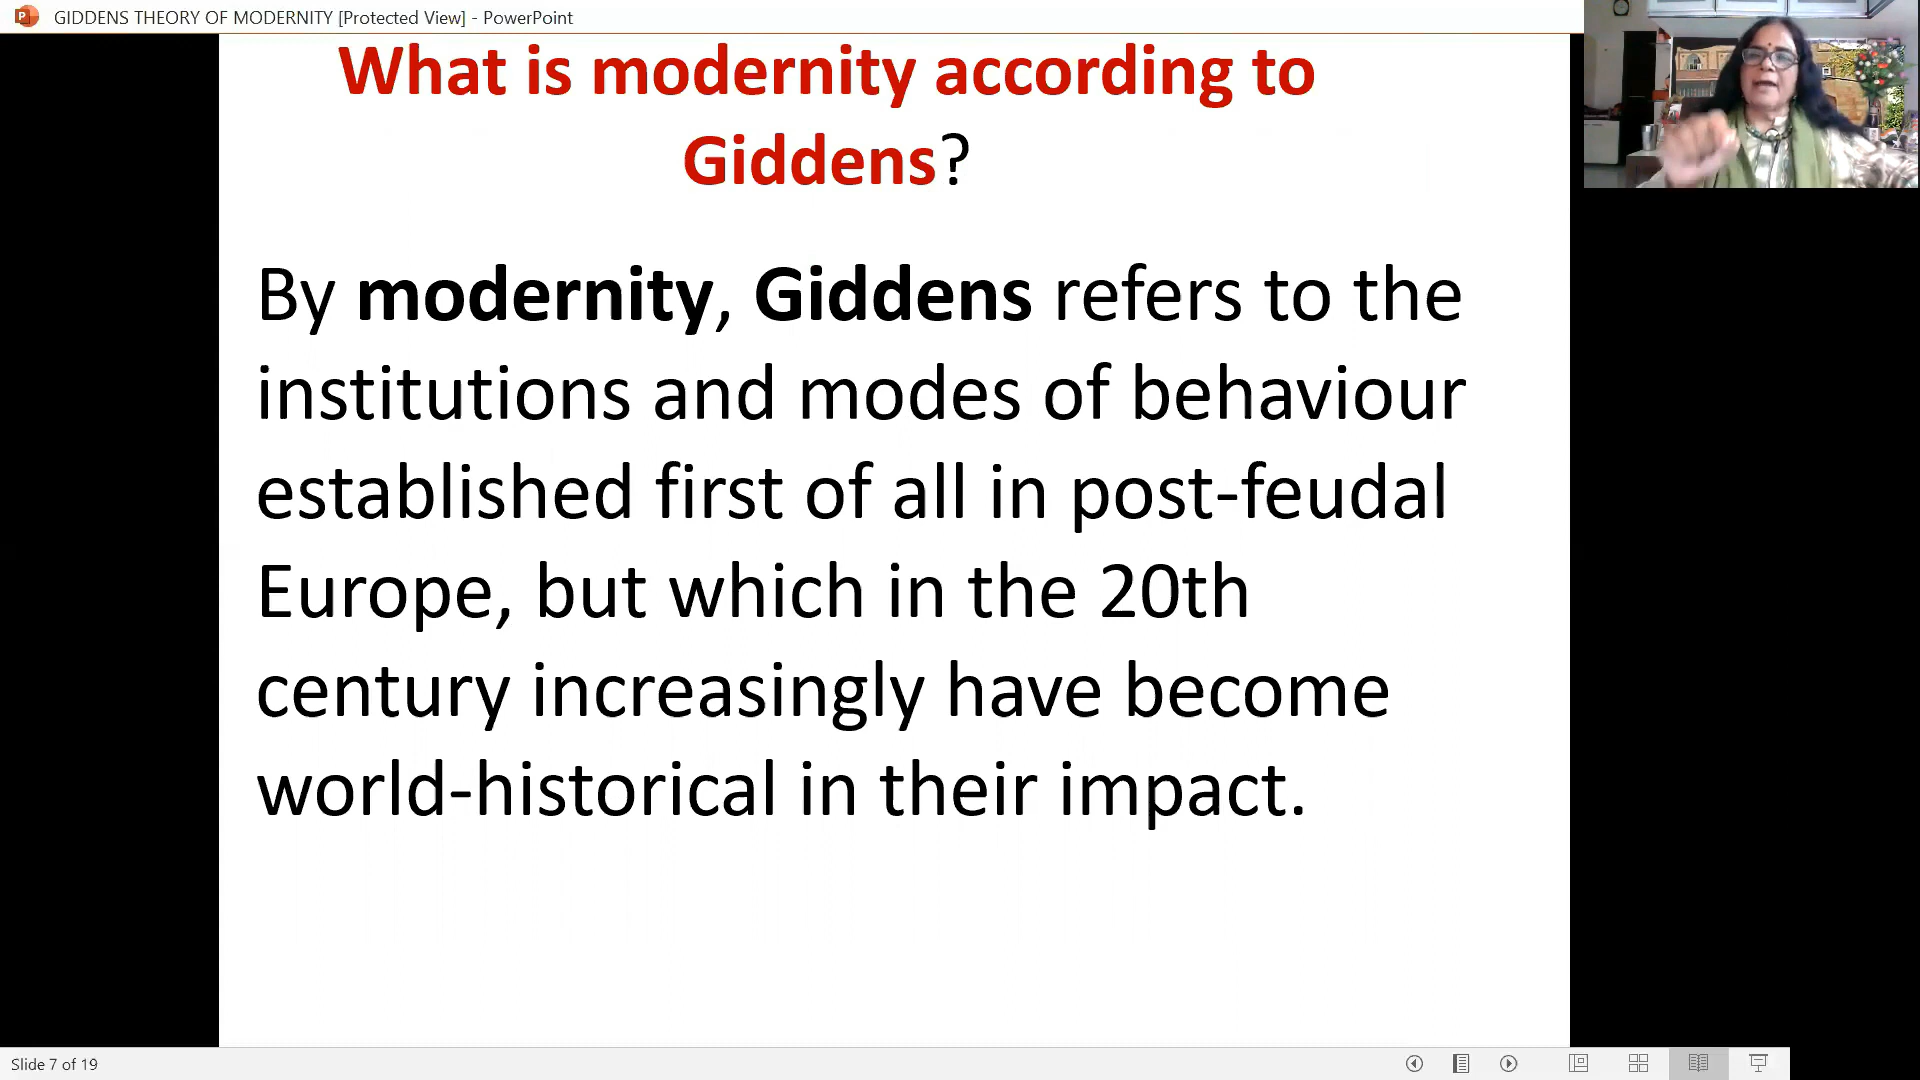 GIDDENS THEORY OF MODERNITY [Protected View] - PowerPoint
What is modernity according to
Giddens?
By modernity, Giddens refers to the
institutions and modes of behaviour
established first of all in post-feudal
Europe, but which in the 20th
century increasingly have become
world-historical in their impact.
Slide 7 of 19